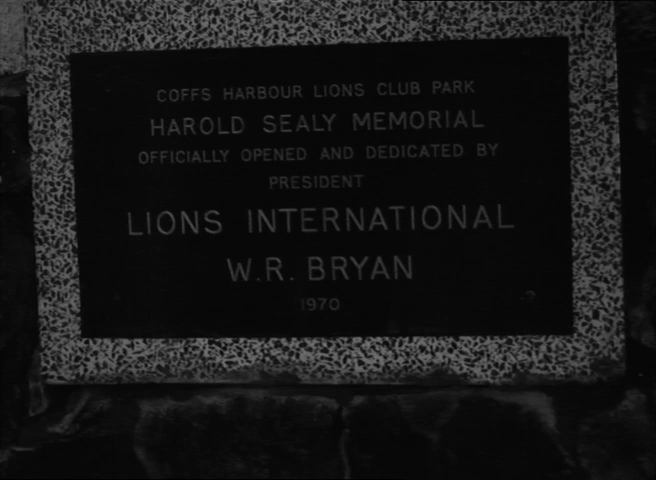 COFFS HARBOUR LIONS CLUB PARK
HAROLD SEALY MEMORIAL
OFFICIALLY OPENED AND DEDICATED BY
PRESIDENT
LIONS INTERNATIONAL
W.R. BRYAN
1970